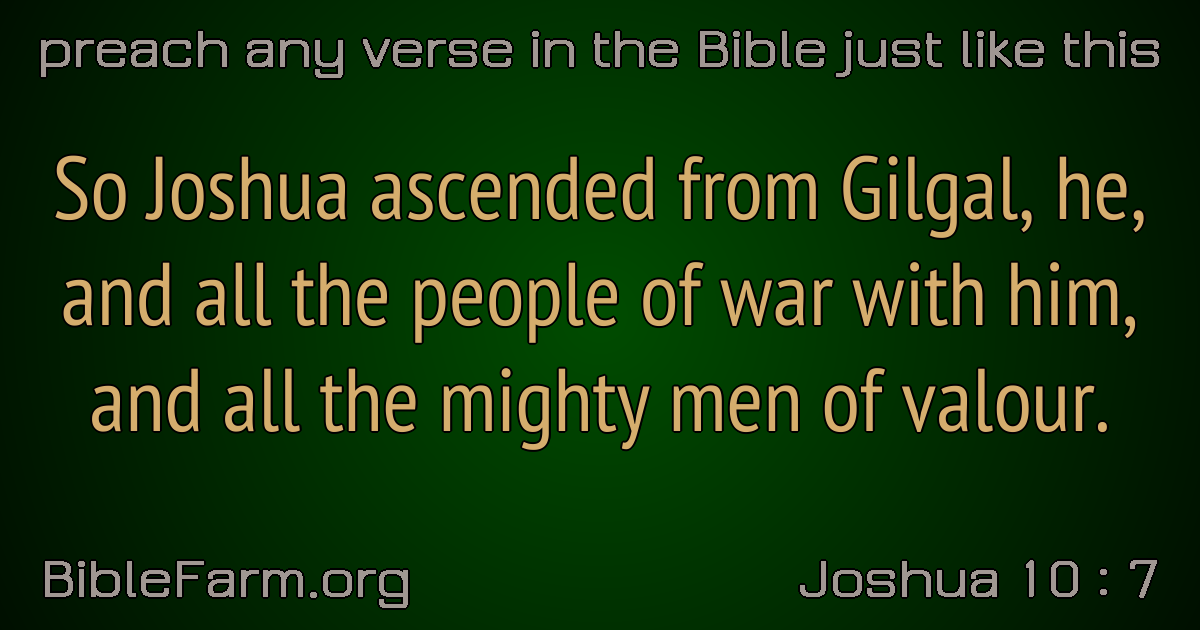 preach any verse in the Bible just like this
So Joshua ascended from Gilgal, he,
and all the people of war with him,
and all the mighty men of valour.
BibleFarm.org
Joshua 10 : 7